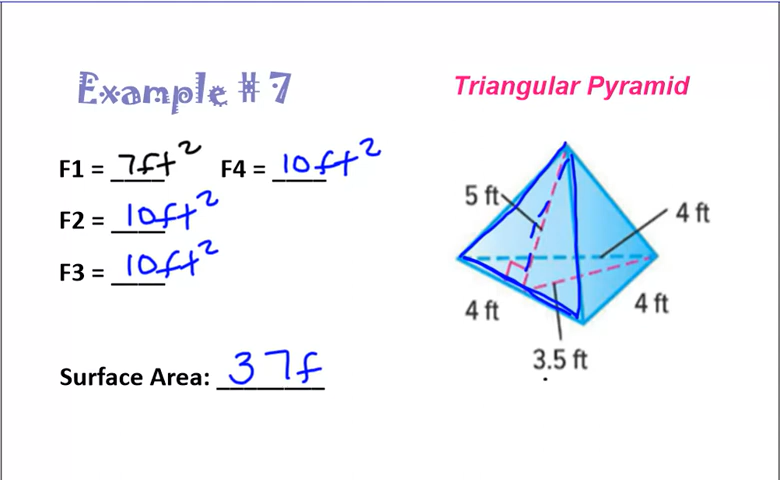 Example # 7
Triangular Pyramid
F1 = 7ft² F4 = 10ft²
F2 = 10ft²
F3 = 10ft²
5 ft
4 ft
4 ft
4 ft
3.5 ft
Surface Area: 37f